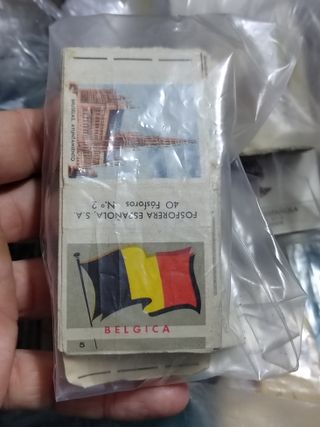 BRUSELAS. AYUNTAMIENTO
FOSFORERA ESPAÑOLA, S.A.
40 Fósforos N.º 2
BELGICA
5